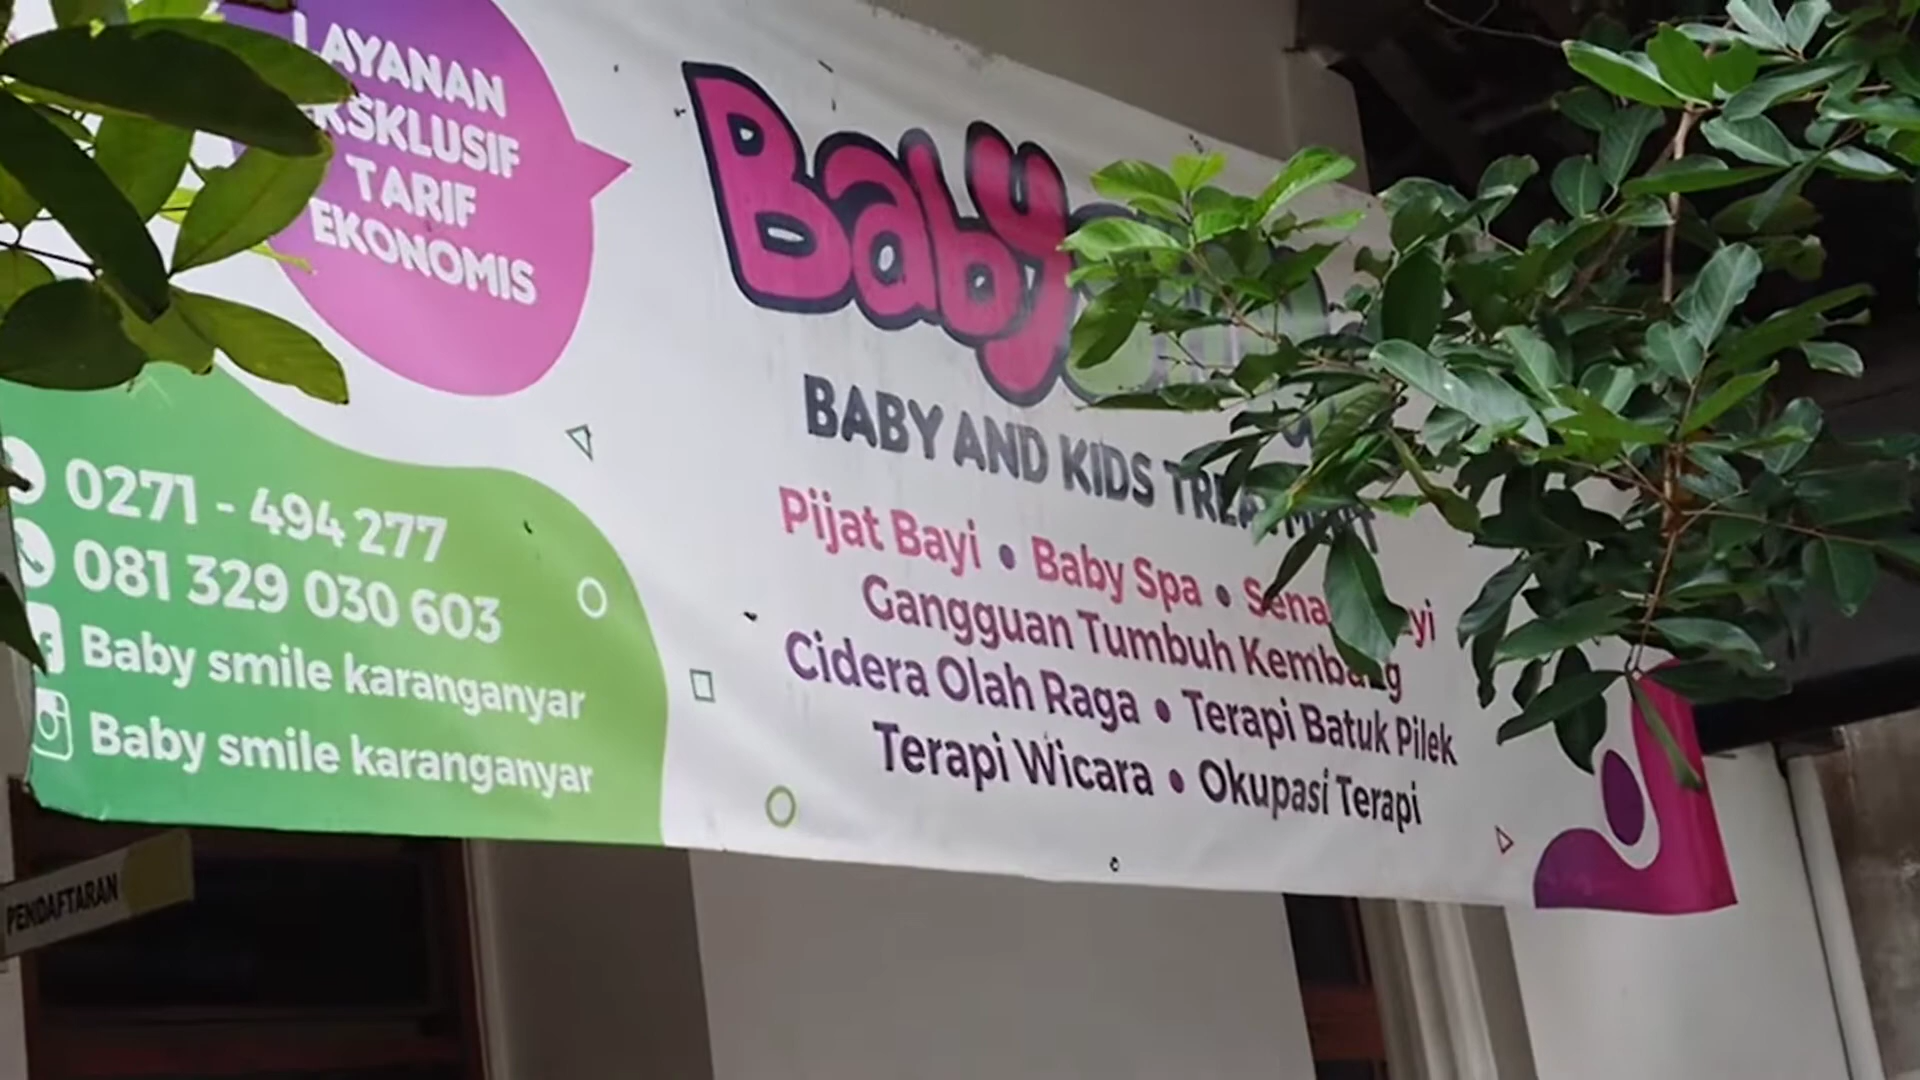 LAYANAN
EKSKLUSIF
TARIF
EKONOMIS
0271 - 494 277
081 329 030 603
Baby smile karanganyar
Baby smile karanganyar
Baby
BABY AND KIDS TREATMENT
Pijat Bayi • Baby Spa • Senam Bayi
Gangguan Tumbuh Kembang
Cidera Olah Raga • Terapi Batuk Pilek
Terapi Wicara • Okupasi Terapi
PENDAFTARAN